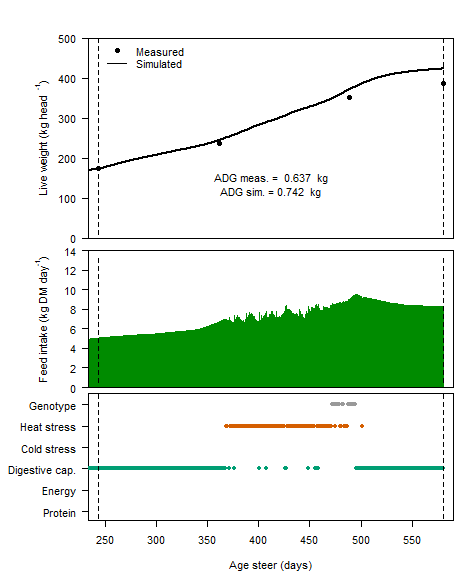 500
400
300
200
100
0
Live weight (kg head ⁻¹)
Measured
Simulated
ADG meas. = 0.637 kg
ADG sim. = 0.742 kg
14
12
10
8
6
4
2
0
Feed intake (kg DM day⁻¹)
Genotype
Heat stress
Cold stress
Digestive cap.
Energy
Protein
250 300 350 400 450 500 550
Age steer (days)